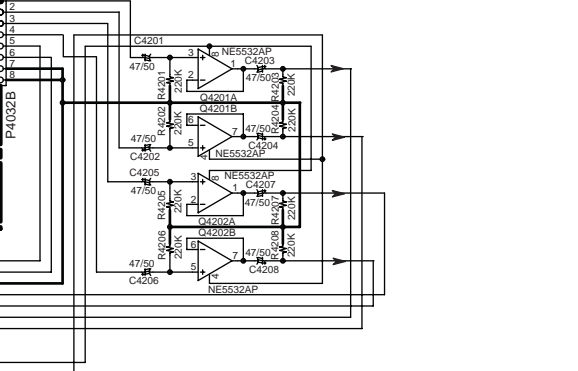 2
3
4
5
6
7
8
P4032B
C4201
47/50
R4201
220K
3
2
8
1
NE5532AP
C4203
47/50
R4203
220K
Q4201A
Q4201B
R4202
220K
47/50
C4202
6
5
4
7
NE5532AP
47/50
C4204
R4204
220K
C4205
47/50
R4205
220K
3
2
8
1
NE5532AP
C4207
47/50
R4207
220K
Q4202A
Q4202B
R4206
220K
47/50
C4206
6
5
4
7
NE5532AP
47/50
C4208
R4208
220K